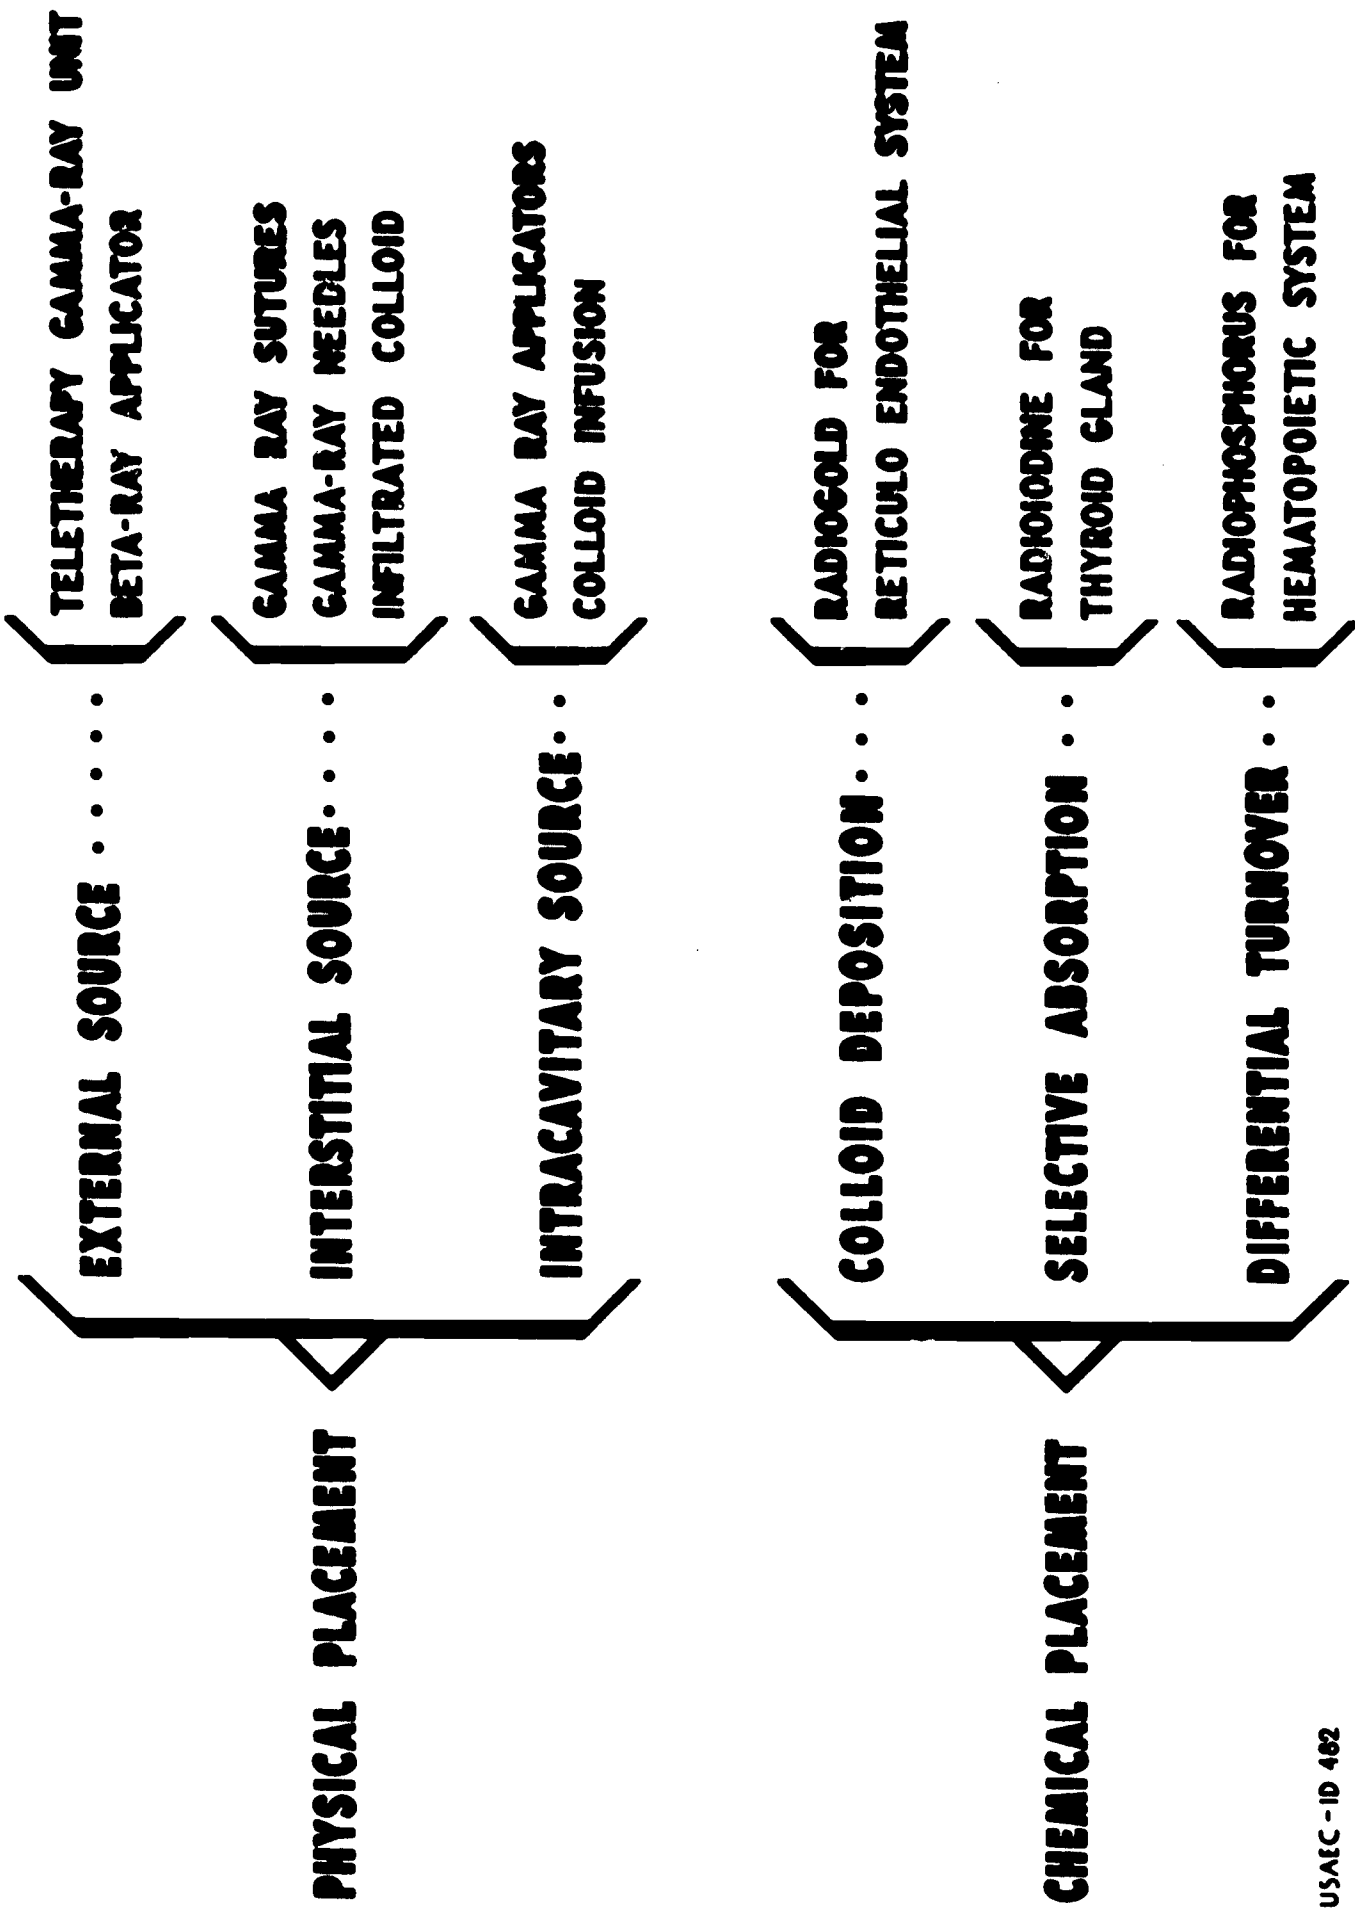 PHYSICAL PLACEMENT
EXTERNAL SOURCE . . . . .
TELETHERAPY GAMMA-RAY UNIT
BETA-RAY APPLICATOR
INTERSTITIAL SOURCE . . . .
GAMMA RAY SUTURES
GAMMA-RAY NEEDLES
INFILTRATED COLLOID
INTRACAVITARY SOURCE . .
GAMMA RAY APPLICATORS
COLLOID INFUSION
CHEMICAL PLACEMENT
COLLOID DEPOSITION . . .
RADIOGOLD FOR
RETICULO ENDOTHELIAL SYSTEM
SELECTIVE ABSORPTION . .
RADIOIODINE FOR
THYROID GLAND
DIFFERENTIAL TURNOVER . .
RADIOPHOSPHORUS FOR
HEMATOPOIETIC SYSTEM
USAEC-ID 462